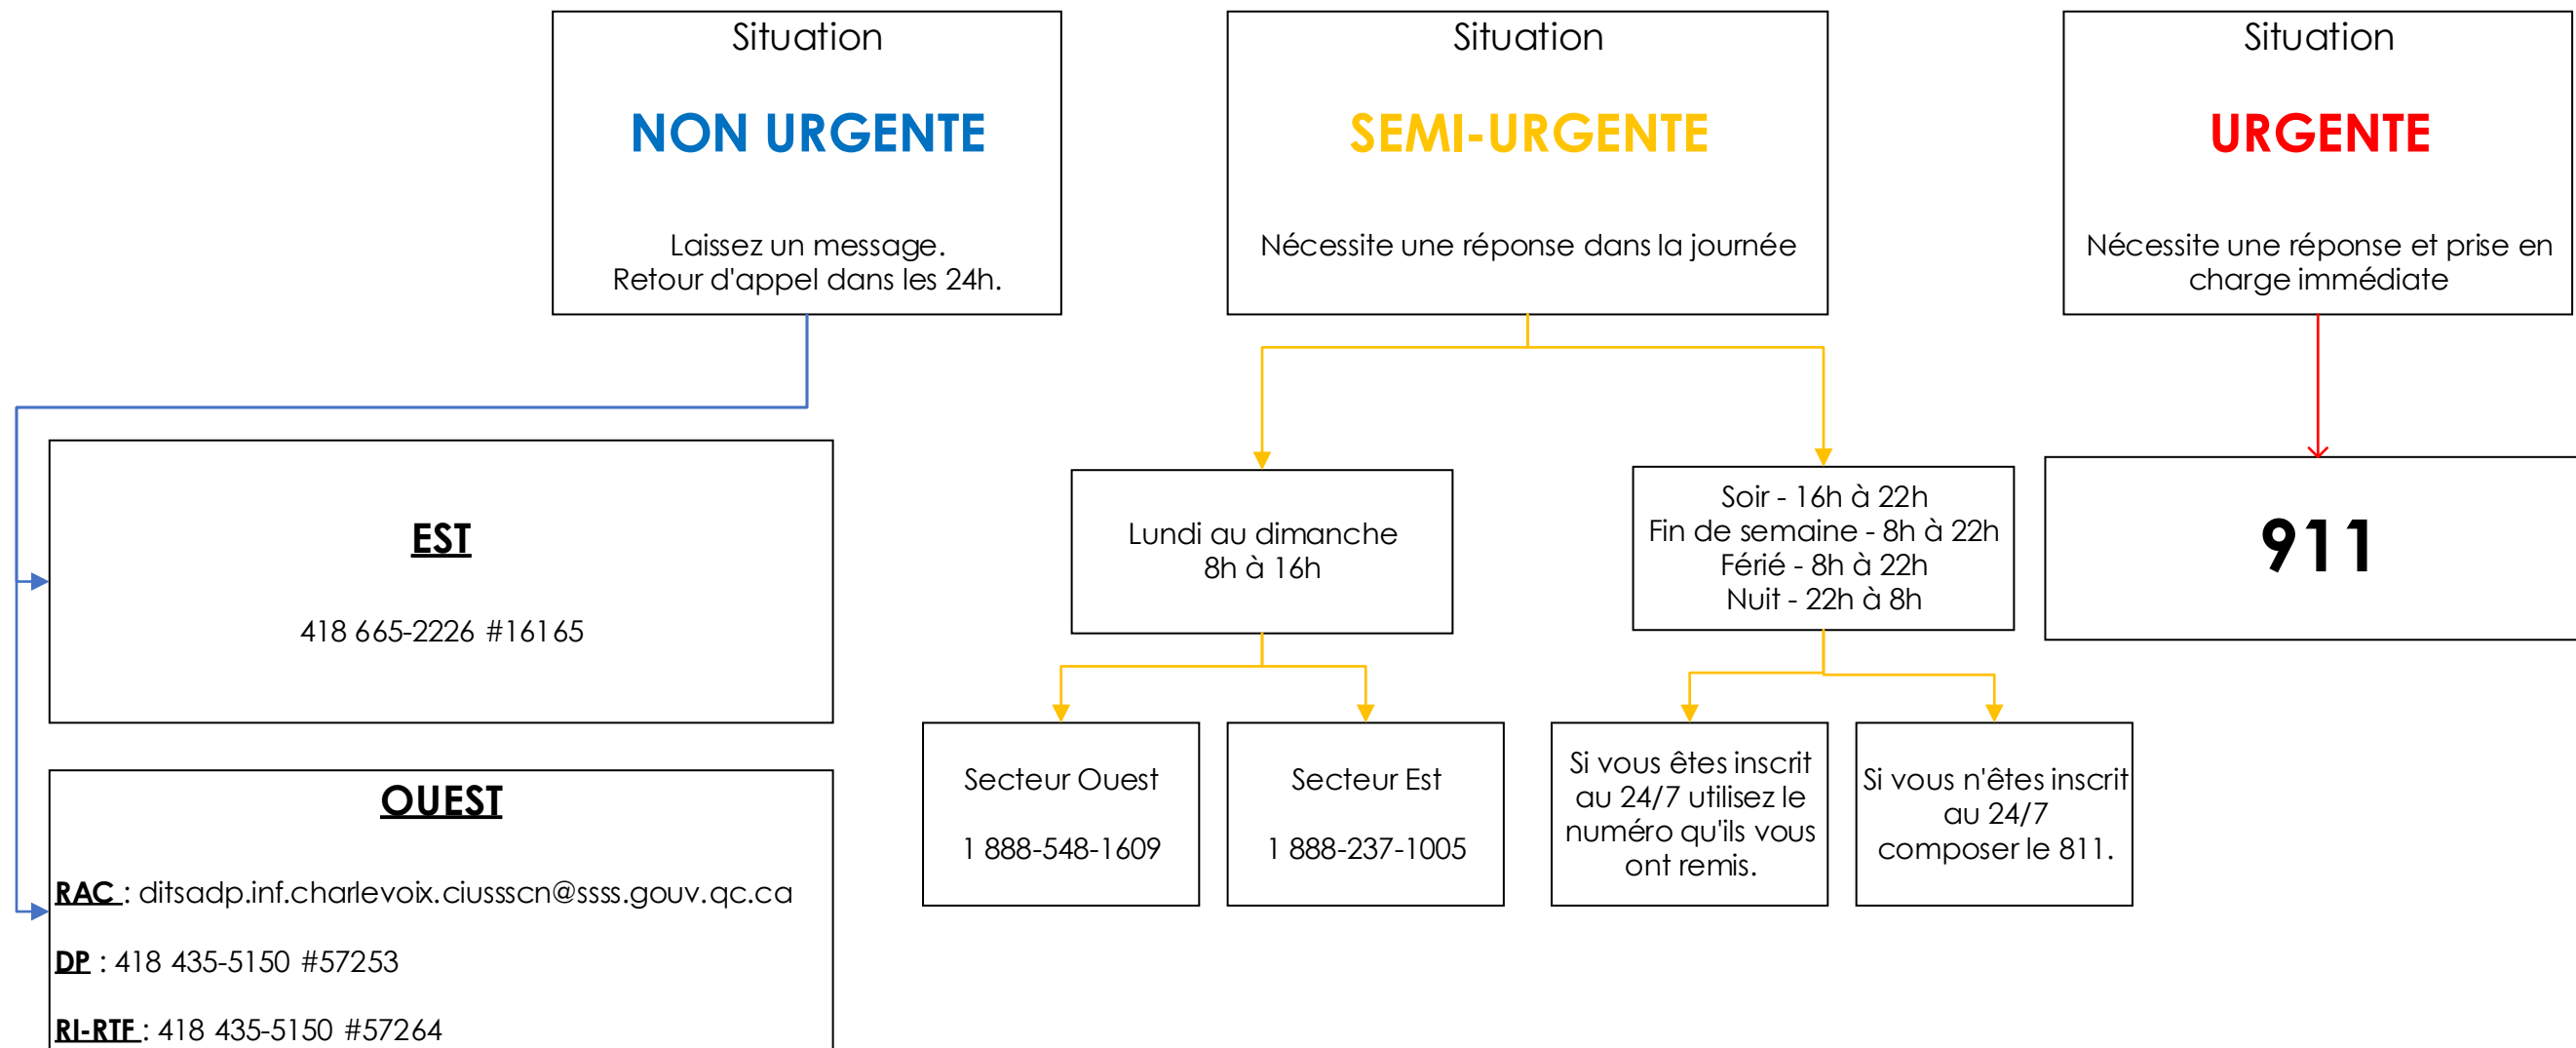 Situation
NON URGENTE
Laissez un message.
Retour d'appel dans les 24h.
Situation
SEMI-URGENTE
Nécessite une réponse dans la journée
Situation
URGENTE
Nécessite une réponse et prise en
charge immédiate
EST
418 665-2226 #16165
OUEST
RAC : ditsadp.inf.charlevoix.ciussscn@ssss.gouv.qc.ca
DP : 418 435-5150 #57253
RI-RTF : 418 435-5150 #57264
Lundi au dimanche
8h à 16h
Soir - 16h à 22h
Fin de semaine - 8h à 22h
Férié - 8h à 22h
Nuit - 22h à 8h
911
Secteur Ouest
1 888-548-1609
Secteur Est
1 888-237-1005
Si vous êtes inscrit
au 24/7 utilisez le
numéro qu'ils vous
ont remis.
Si vous n'êtes inscrit
au 24/7
composer le 811.